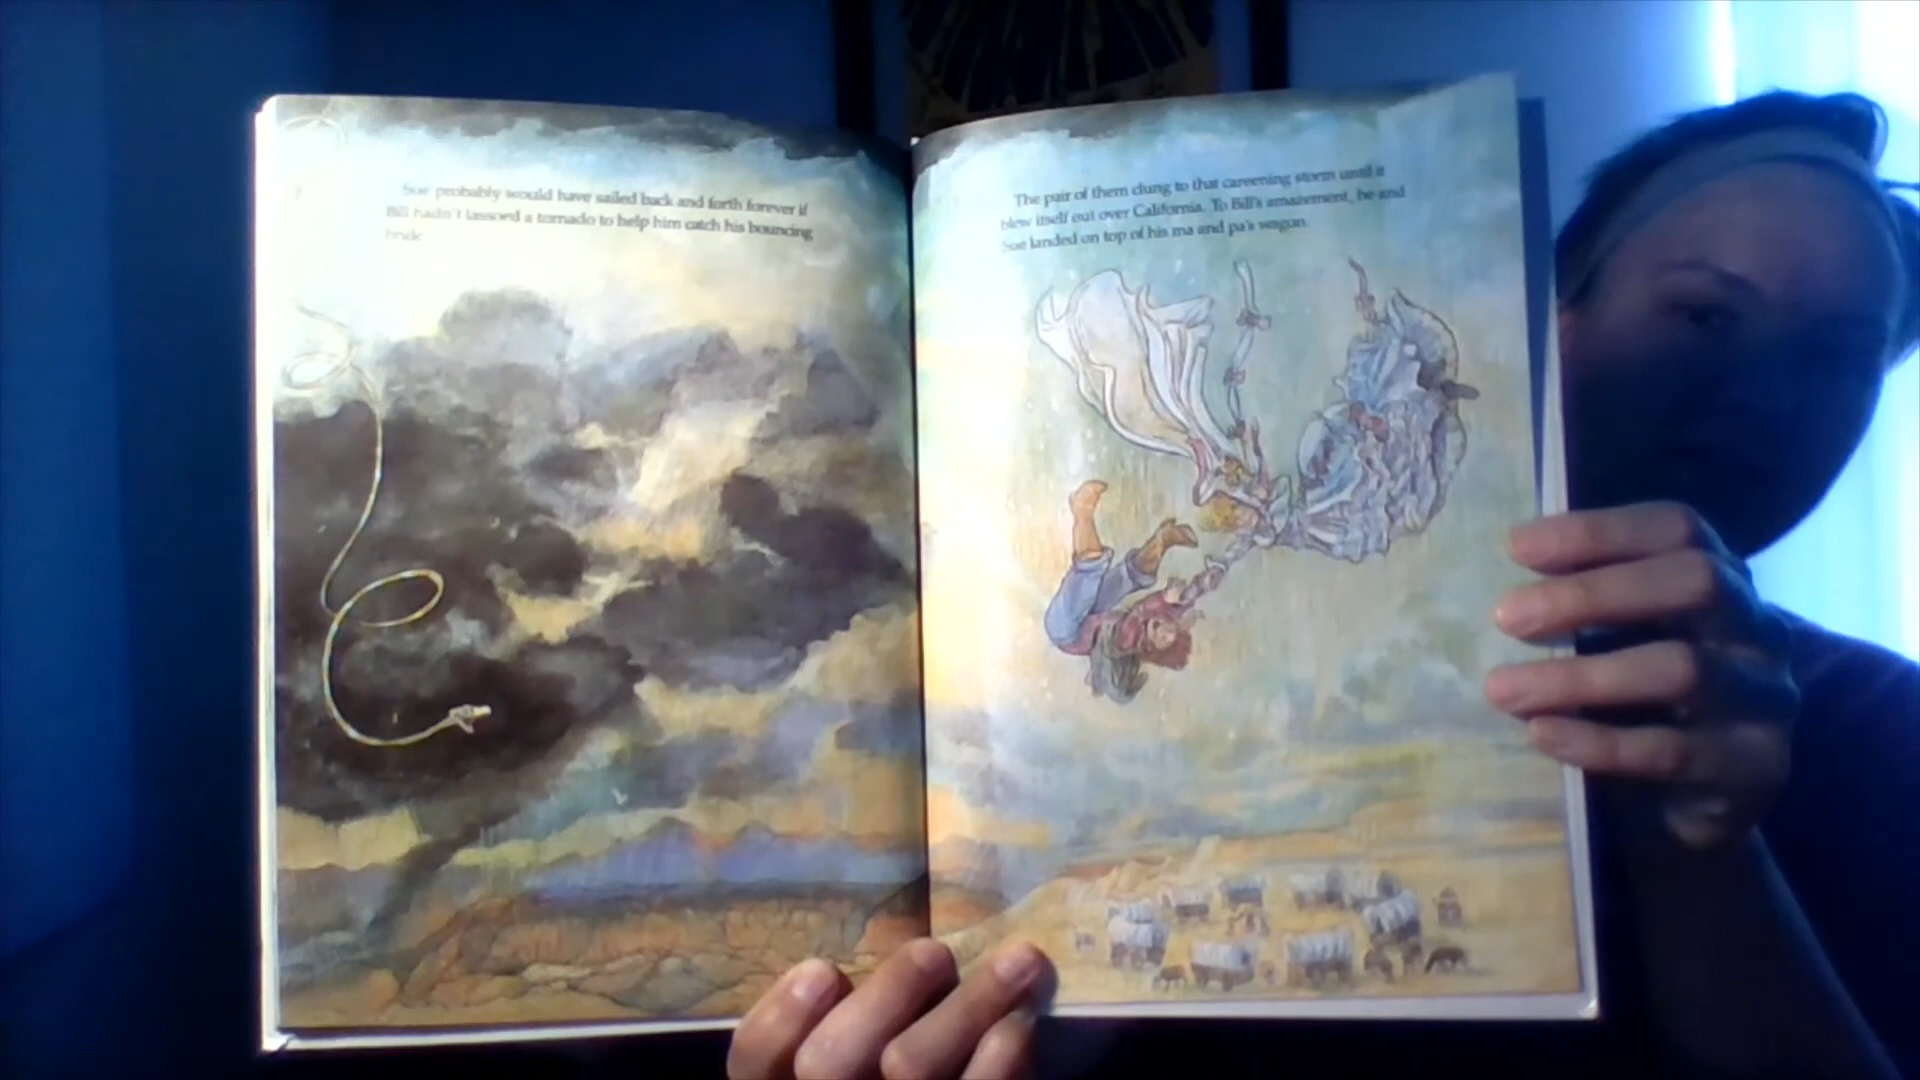 Sue probably would have sailed back and forth forever if
Bill hadn't lassoed a tornado to help him catch his bouncing
bride.
The pair of them clung to that careening storm until it
blew itself out over California. To Bill's amazement, he and
Sue landed on top of his ma and pa's wagon.